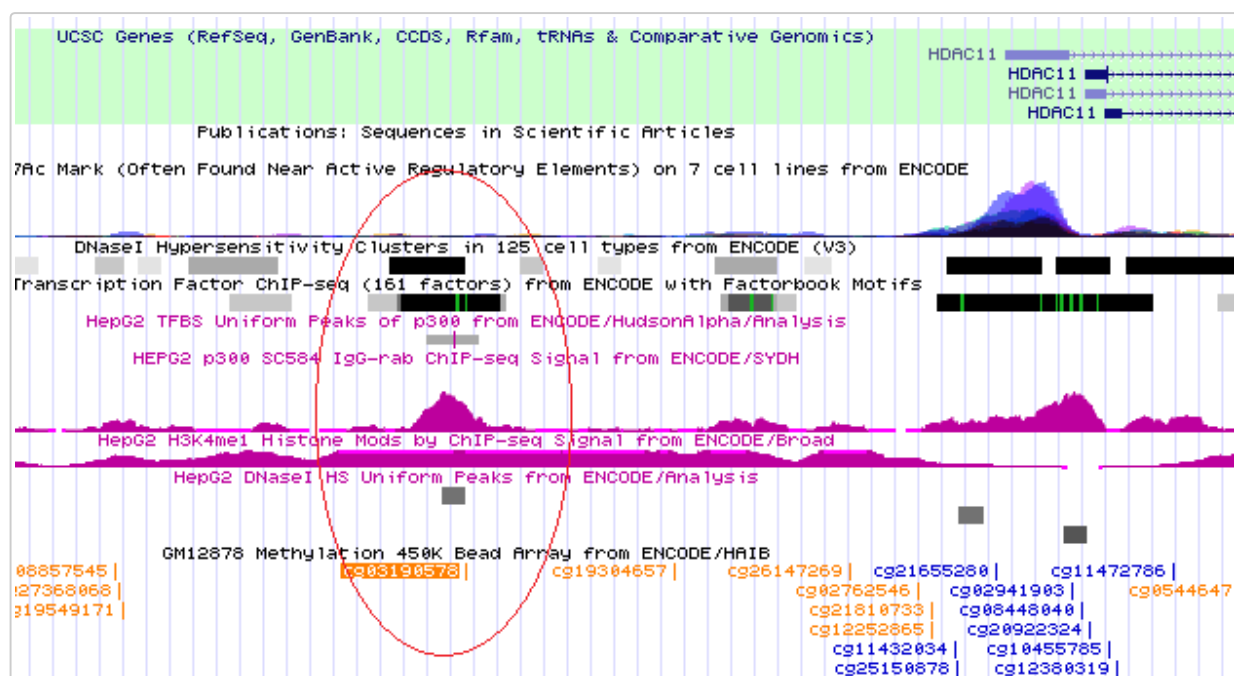 UCSC Genes (RefSeq, GenBank, CCDS, Rfam, tRNAs & Comparative Genomics)
HDAC11
HDAC11
HDAC11
HDAC11
Publications: Sequences in Scientific Articles
7Ac Mark (Often Found Near Active Regulatory Elements) on 7 cell lines from ENCODE
DNaseI Hypersensitivity Clusters in 125 cell types from ENCODE (V3)
Transcription Factor ChIP-seq (161 factors) from ENCODE with Factorbook Motifs
HepG2 TFBS Uniform Peaks of p300 from ENCODE/HudsonAlpha/Analysis
HEPG2 p300 SC584 IgG-rab ChIP-seq Signal from ENCODE/SYDH
HepG2 H3K4me1 Histone Mods by ChIP-seq Signal from ENCODE/Broad
HepG2 DNaseI HS Uniform Peaks from ENCODE/Analysis
GM12878 Methylation 450K Bead Array from ENCODE/HAIB
08857545 cg03190578 cg19304657 cg26147269 cg21655280 cg11472786
g27368068 cg02762546 cg02941903 cg0544647
g19549171 cg21810733 cg08448040
cg12252865 cg20922324
cg11432034 cg10455785
cg25150878 cg12380319